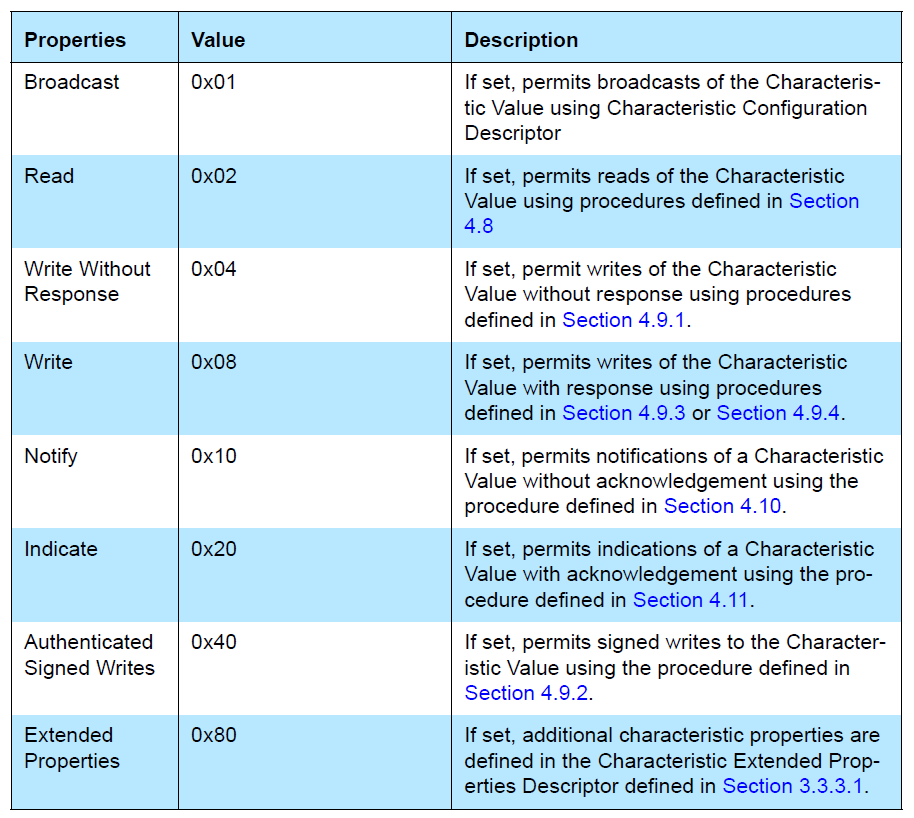 Properties Value Description
Broadcast 0x01 If set, permits broadcasts of the Characteris-
tic Value using Characteristic Configuration
Descriptor
Read 0x02 If set, permits reads of the Characteristic
Value using procedures defined in Section
4.8
Write Without 0x04 If set, permit writes of the Characteristic
Response Value without response using procedures
defined in Section 4.9.1.
Write 0x08 If set, permits writes of the Characteristic
Value with response using procedures
defined in Section 4.9.3 or Section 4.9.4.
Notify 0x10 If set, permits notifications of a Characteristic
Value without acknowledgement using the
procedure defined in Section 4.10.
Indicate 0x20 If set, permits indications of a Characteristic
Value with acknowledgement using the pro-
cedure defined in Section 4.11.
Authenticated 0x40 If set, permits signed writes to the Character-
Signed Writes istic Value using the procedure defined in
Section 4.9.2.
Extended 0x80 If set, additional characteristic properties are
Properties defined in the Characteristic Extended Prop-
erties Descriptor defined in Section 3.3.3.1.